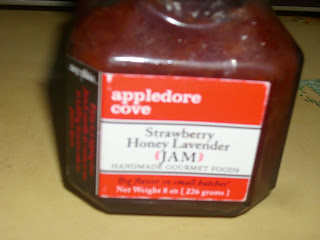 appledore
cove
Strawberry
Honey Lavender
{JAM}
HANDMADE GOURMET FOODS
Big flavor in small batches
Net Weight 8 oz [ 226 grams ]